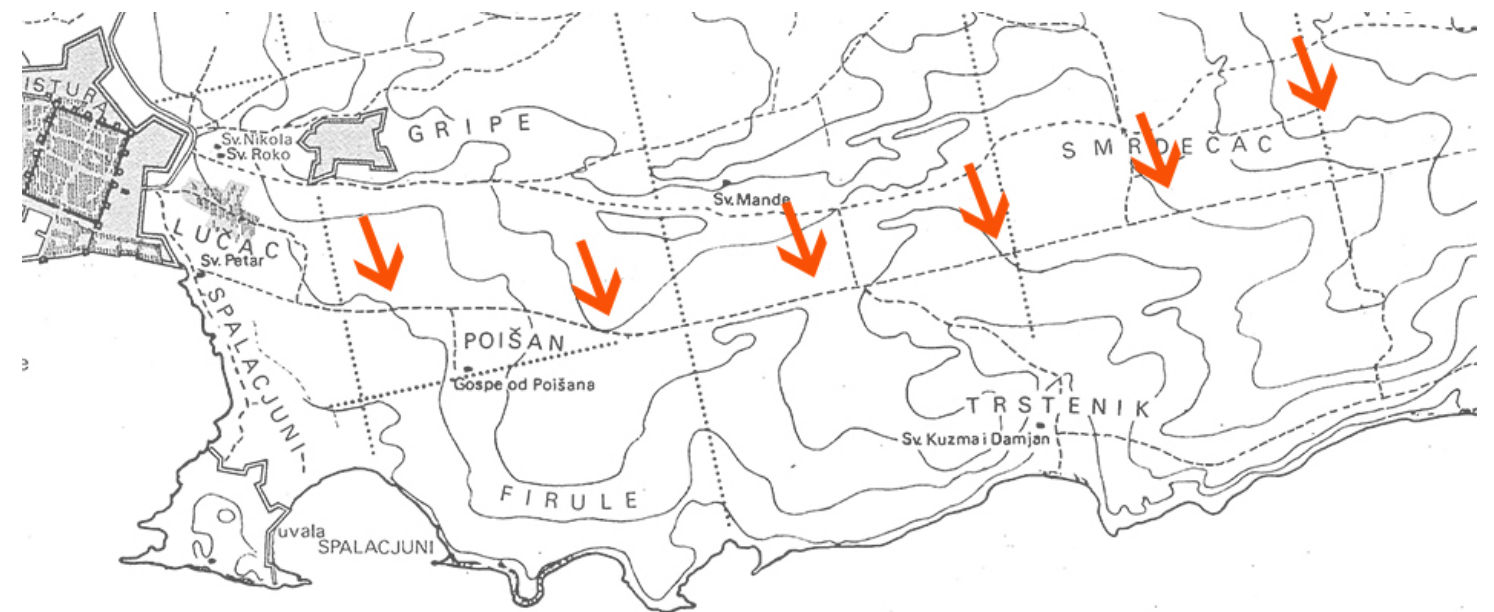 ISTURA
Sv. Nikola
Sv. Roko
GRIPE
SMRDEČAC
Sv. Mande
LUČAC
Sv. Petar
SPALACJUNI
POIŠAN
Gospe od Poišana
TRSTENIK
Sv. Kuzma i Damjan
FIRULE
uvala
SPALACJUNI
e